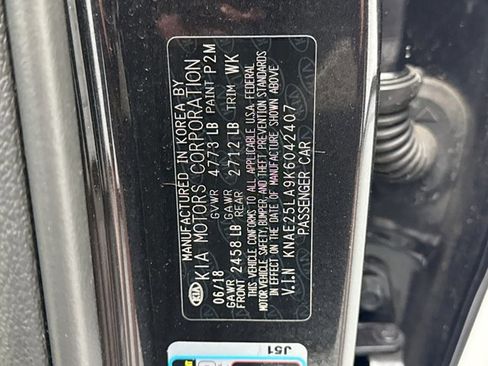 MANUFACTURED IN KOREA BY
KIA KIA MOTORS CORPORATION
06/18 GVWR 4773 LB PAINT P2M
GAWR GAWR
FRONT 2458 LB REAR 2712 LB TRIM WK
THIS VEHICLE CONFORMS TO ALL APPLICABLE U.S.A. FEDERAL
MOTOR VEHICLE SAFETY, BUMPER, AND THEFT PREVENTION STANDARDS
IN EFFECT ON THE DATE OF MANUFACTURE SHOWN ABOVE
V.I.N KNAE25LA9K6042407
PASSENGER CAR
J51